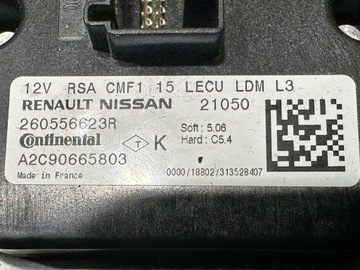 12V RSA CMF1 15 LECU LDM L3
RENAULT NISSAN 21050
260556623R
Soft : 5.06
Continental T K Hard : C5.4
A2C90665803
Made in France 0000/18802/313528407